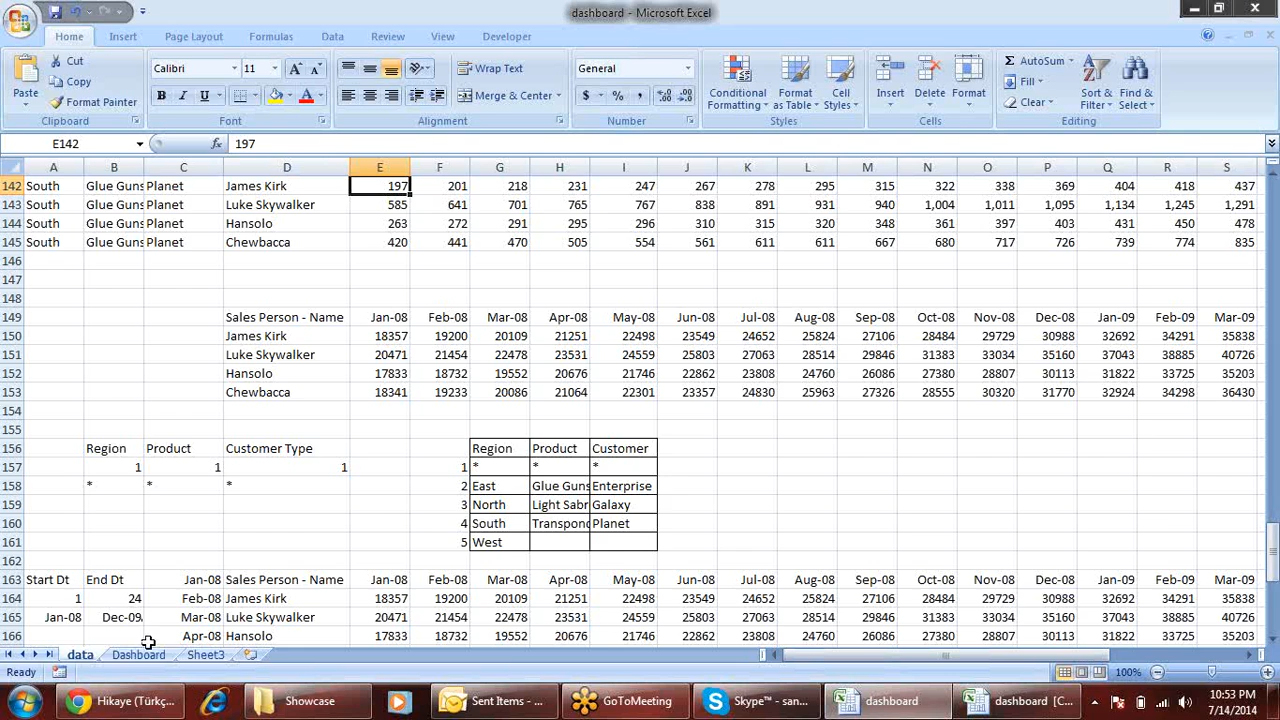 dashboard - Microsoft Excel
Home Insert Page Layout Formulas Data Review View Developer
Paste Cut Copy Format Painter
Calibri 11 Wrap Text Merge & Center General
B I U A A A $ % ,
Conditional Formatting Format as Table Cell Styles Insert Delete Format
Σ AutoSum Fill Clear Sort & Filter Find & Select
Clipboard Font Alignment Number Styles Cells Editing
E142 fx 197
A B C D E F G H I J K L M N O P Q R S
142 South Glue Guns Planet James Kirk 197 201 218 231 247 267 278 295 315 322 338 369 404 418 437
143 South Glue Guns Planet Luke Skywalker 585 641 701 765 767 838 891 931 940 1,004 1,011 1,095 1,134 1,245 1,291
144 South Glue Guns Planet Hansolo 263 272 291 295 296 310 315 320 348 361 397 403 431 450 478
145 South Glue Guns Planet Chewbacca 420 441 470 505 554 561 611 611 667 680 717 726 739 774 835
146
147
148
149 Sales Person - Name Jan-08 Feb-08 Mar-08 Apr-08 May-08 Jun-08 Jul-08 Aug-08 Sep-08 Oct-08 Nov-08 Dec-08 Jan-09 Feb-09 Mar-09
150 James Kirk 18357 19200 20109 21251 22498 23549 24652 25824 27106 28484 29729 30988 32692 34291 35838
151 Luke Skywalker 20471 21454 22478 23531 24559 25803 27063 28514 29846 31383 33034 35160 37043 38885 40726
152 Hansolo 17833 18732 19552 20676 21746 22862 23808 24760 26086 27380 28807 30113 31822 33725 35203
153 Chewbacca 18341 19233 20086 21064 22301 23357 24830 25963 27326 28555 30320 31770 32924 34298 36430
154
155
156 Region Product Customer Type Region Product Customer
157 1 1 1 1 * * *
158 * * * 2 East Glue Guns Enterprise
159 3 North Light Sabr Galaxy
160 4 South Transpond Planet
161 5 West
162
163 Start Dt End Dt Jan-08 Sales Person - Name Jan-08 Feb-08 Mar-08 Apr-08 May-08 Jun-08 Jul-08 Aug-08 Sep-08 Oct-08 Nov-08 Dec-08 Jan-09 Feb-09 Mar-09
164 1 24 Feb-08 James Kirk 18357 19200 20109 21251 22498 23549 24652 25824 27106 28484 29729 30988 32692 34291 35838
165 Jan-08 Dec-09 Mar-08 Luke Skywalker 20471 21454 22478 23531 24559 25803 27063 28514 29846 31383 33034 35160 37043 38885 40726
166 Apr-08 Hansolo 17833 18732 19552 20676 21746 22862 23808 24760 26086 27380 28807 30113 31822 33725 35203
data Dashboard Sheet3
Ready 100%
Hikaye (Türkç... Showcase Sent Items - ... GoToMeeting Skype™ - san... dashboard dashboard [C... 10:53 PM
7/14/2014